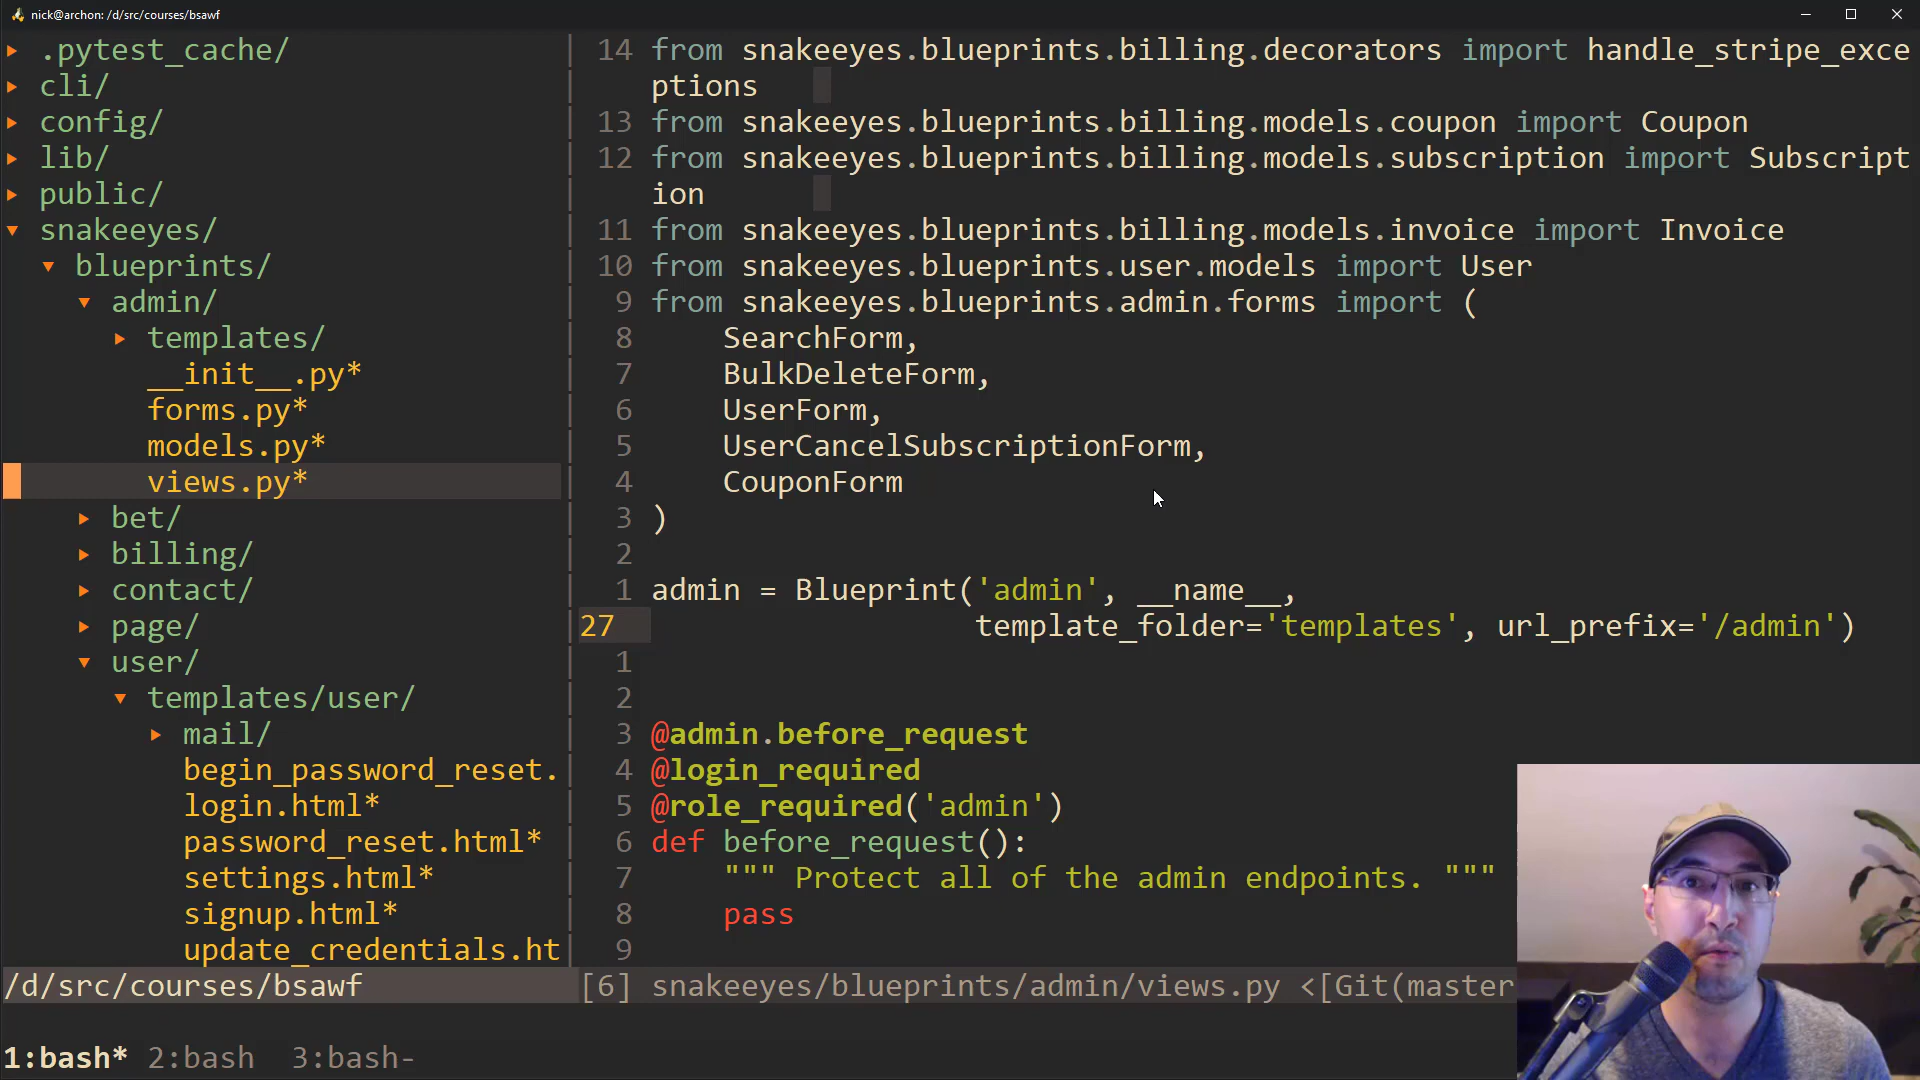 nick@archon: /d/src/courses/bsawf
.pytest_cache/
cli/
config/
lib/
public/
snakeeyes/
blueprints/
admin/
templates/
__init__.py*
forms.py*
models.py*
views.py*
bet/
billing/
contact/
page/
user/
templates/user/
mail/
begin_password_reset.
login.html*
password_reset.html*
settings.html*
signup.html*
update_credentials.ht
/d/src/courses/bsawf
14 from snakeeyes.blueprints.billing.decorators import handle_stripe_exce
ptions
13 from snakeeyes.blueprints.billing.models.coupon import Coupon
12 from snakeeyes.blueprints.billing.models.subscription import Subscript
ion
11 from snakeeyes.blueprints.billing.models.invoice import Invoice
10 from snakeeyes.blueprints.user.models import User
9 from snakeeyes.blueprints.admin.forms import (
8     SearchForm,
7     BulkDeleteForm,
6     UserForm,
5     UserCancelSubscriptionForm,
4     CouponForm
3 )
2
1 admin = Blueprint('admin', __name__,
27                   template_folder='templates', url_prefix='/admin')
1
2
3 @admin.before_request
4 @login_required
5 @role_required('admin')
6 def before_request():
7     """ Protect all of the admin endpoints. """
8     pass
9
[6] snakeeyes/blueprints/admin/views.py <[Git(master
1:bash* 2:bash  3:bash-